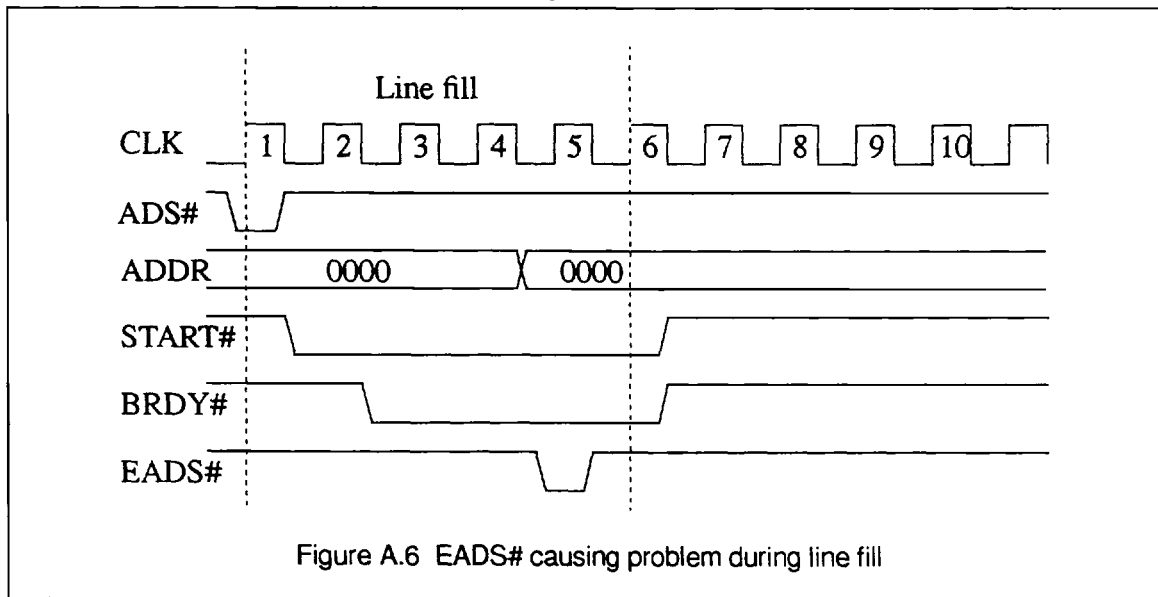 Line fill
CLK 1 2 3 4 5 6 7 8 9 10
ADS#
ADDR 0000 0000
START#
BRDY#
EADS#
Figure A.6 EADS# causing problem during line fill